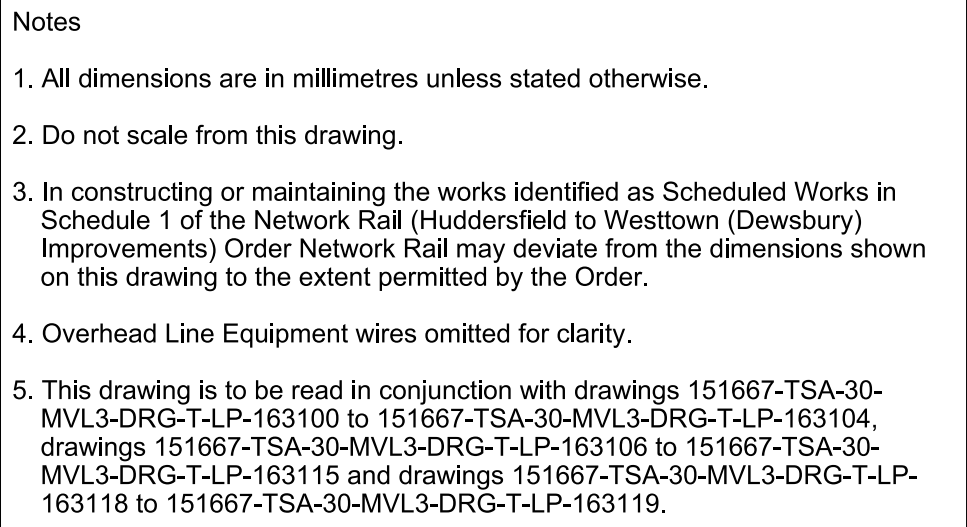 Notes
1. All dimensions are in millimetres unless stated otherwise.
2. Do not scale from this drawing.
3. In constructing or maintaining the works identified as Scheduled Works in
Schedule 1 of the Network Rail (Huddersfield to Westtown (Dewsbury)
Improvements) Order Network Rail may deviate from the dimensions shown
on this drawing to the extent permitted by the Order.
4. Overhead Line Equipment wires omitted for clarity.
5. This drawing is to be read in conjunction with drawings 151667-TSA-30-
MVL3-DRG-T-LP-163100 to 151667-TSA-30-MVL3-DRG-T-LP-163104,
drawings 151667-TSA-30-MVL3-DRG-T-LP-163106 to 151667-TSA-30-
MVL3-DRG-T-LP-163115 and drawings 151667-TSA-30-MVL3-DRG-T-LP-
163118 to 151667-TSA-30-MVL3-DRG-T-LP-163119.